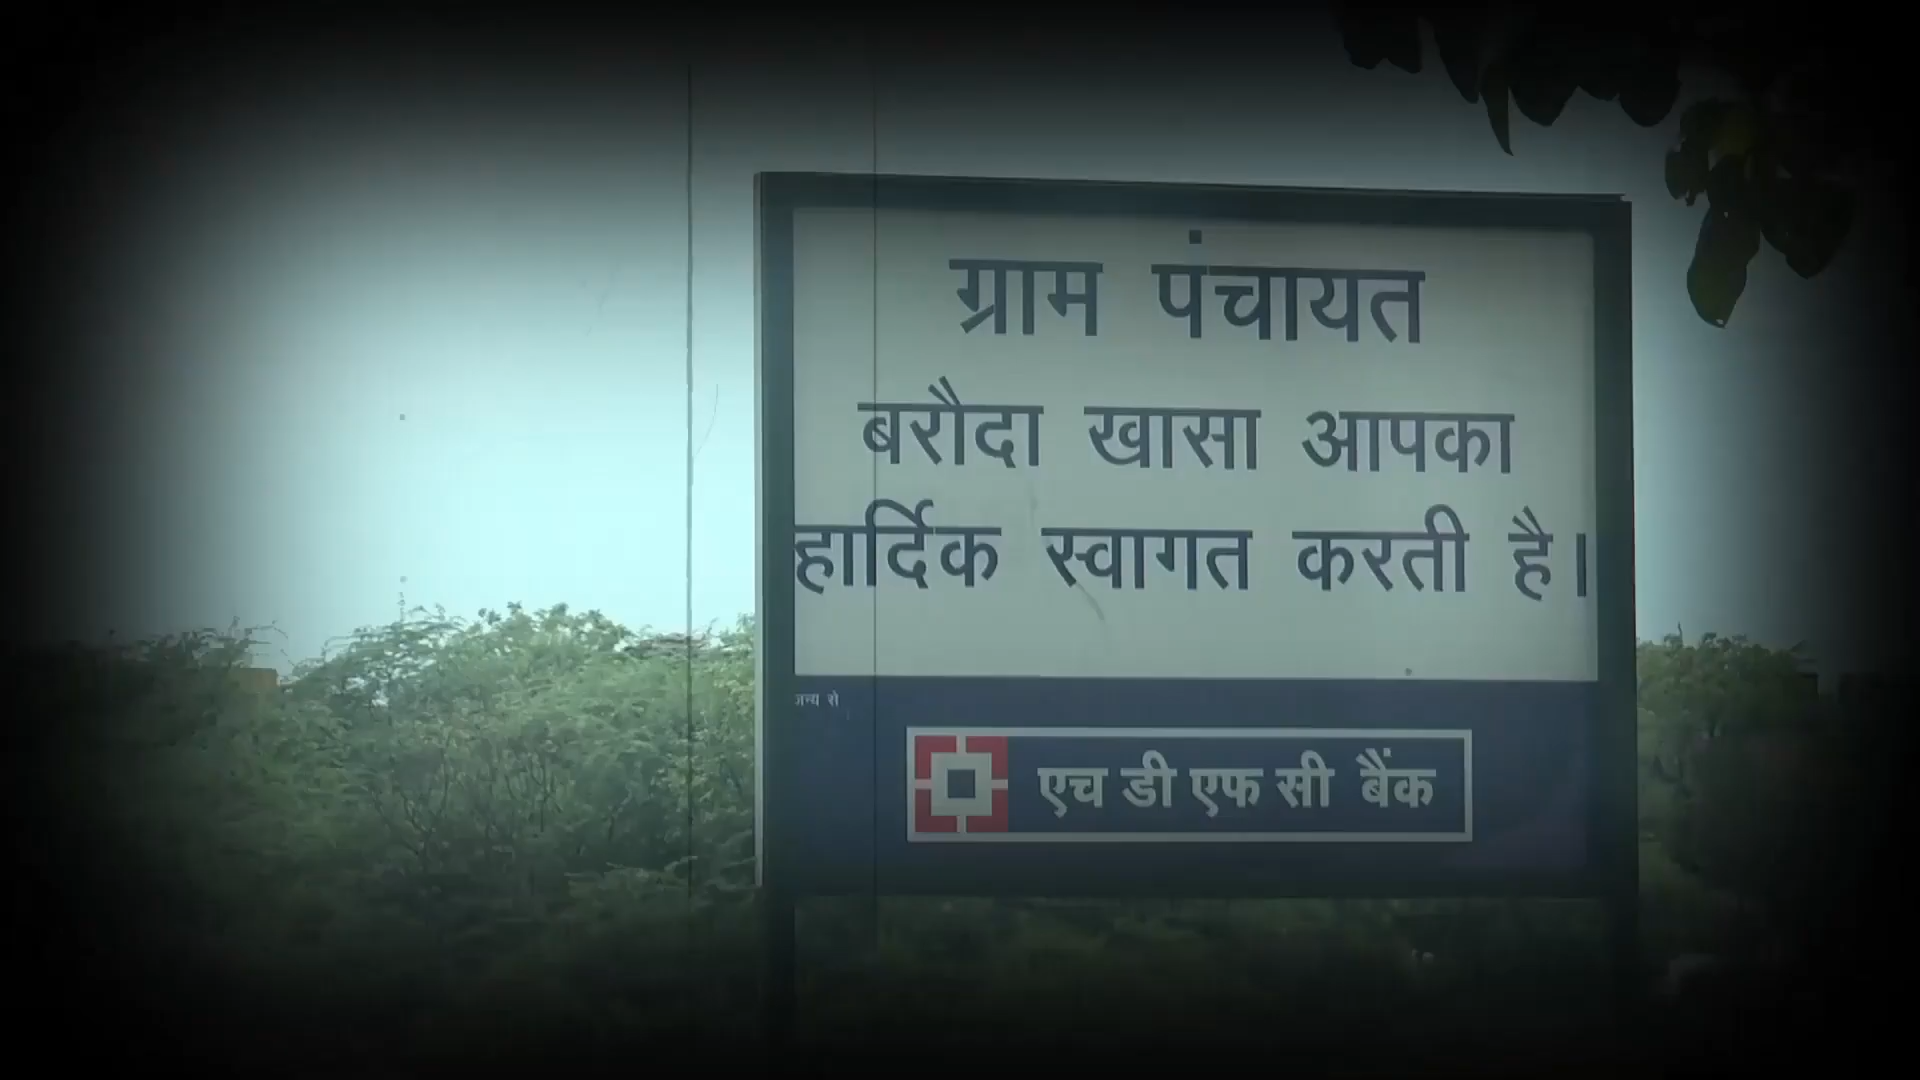 ग्राम पंचायत
बरौदा खासा आपका
हार्दिक स्वागत करती है।
एच डी एफ सी बैंक